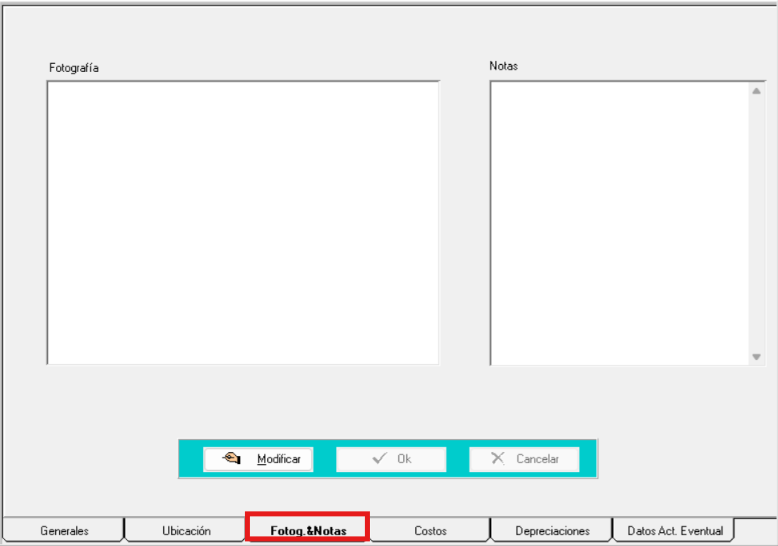 Fotografía
Notas
Modificar
Ok
Cancelar
Generales
Ubicación
Fotog.&Notas
Costos
Depreciaciones
Datos Act. Eventual